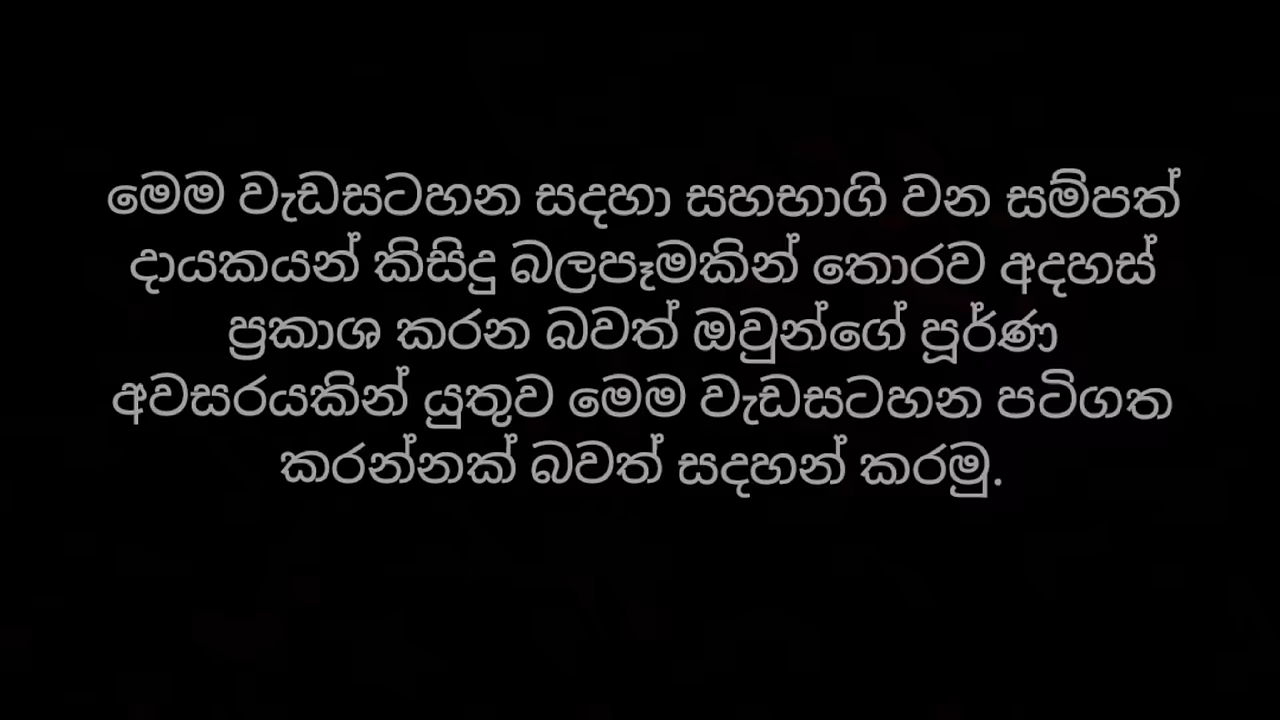 මෙම වැඩසටහන සදහා සහභාගි වන සම්පත්
දායකයන් කිසිදු බලපෑමකින් තොරව අදහස්
ප්‍රකාශ කරන බවත් ඔවුන්ගේ පූර්ණ
අවසරයකින් යුතුව මෙම වැඩසටහන පටිගත
කරන්නක් බවත් සදහන් කරමු.